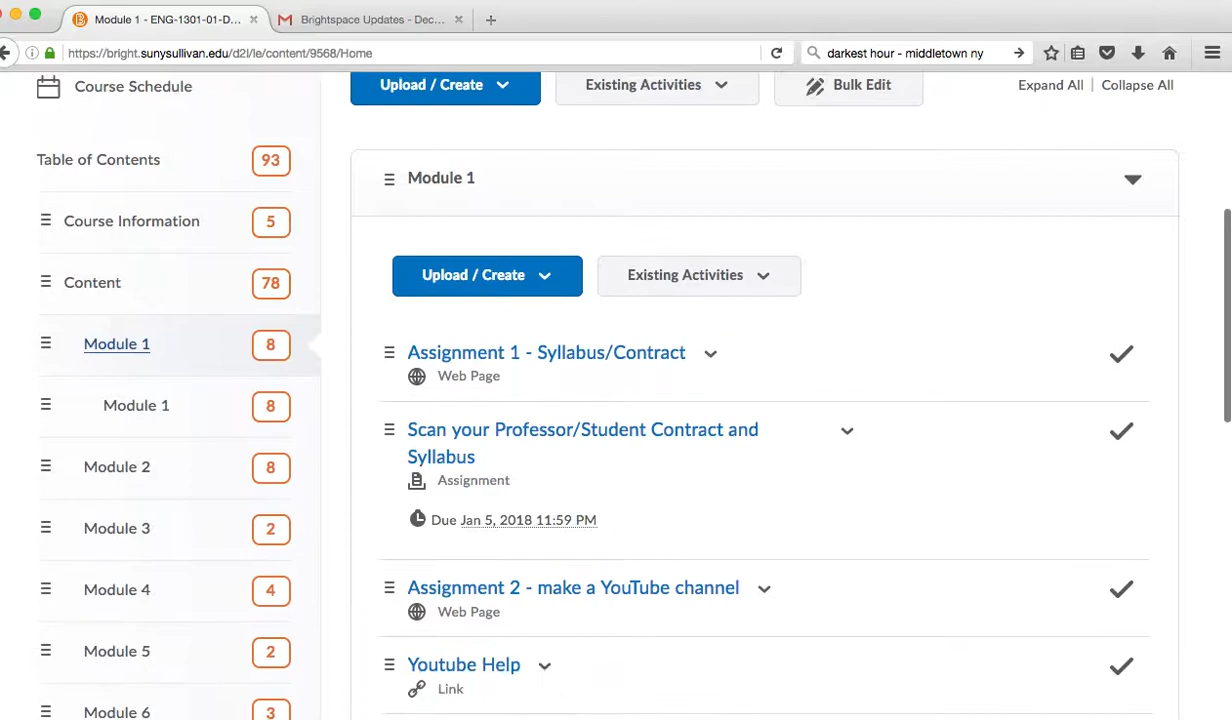 Module 1 - ENG-1301-01-D...
Brightspace Updates - Dec...
https://bright.sunysullivan.edu/d2l/le/content/9568/Home
darkest hour - middletown ny
Course Schedule
Table of Contents 93
Course Information 5
Content 78
Module 1 8
Module 1 8
Module 2 8
Module 3 2
Module 4 4
Module 5 2
Module 6 3
Upload / Create
Existing Activities
Bulk Edit
Expand All | Collapse All
Module 1
Upload / Create
Existing Activities
Assignment 1 - Syllabus/Contract
Web Page
Scan your Professor/Student Contract and
Syllabus
Assignment
Due Jan 5, 2018 11:59 PM
Assignment 2 - make a YouTube channel
Web Page
Youtube Help
Link